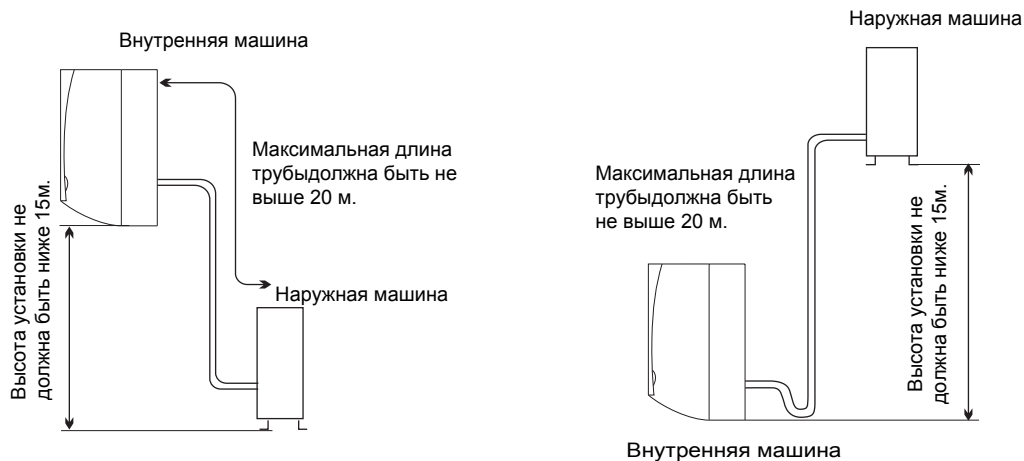 Внутренняя машина
Максимальная длина
трубыдолжна быть не
выше 20 м.
Наружная машина
Высота установки не
должна быть ниже 15м.
Наружная машина
Максимальная длина
трубыдолжна быть
не выше 20 м.
Высота установки не
должна быть ниже 15м.
Внутренняя машина